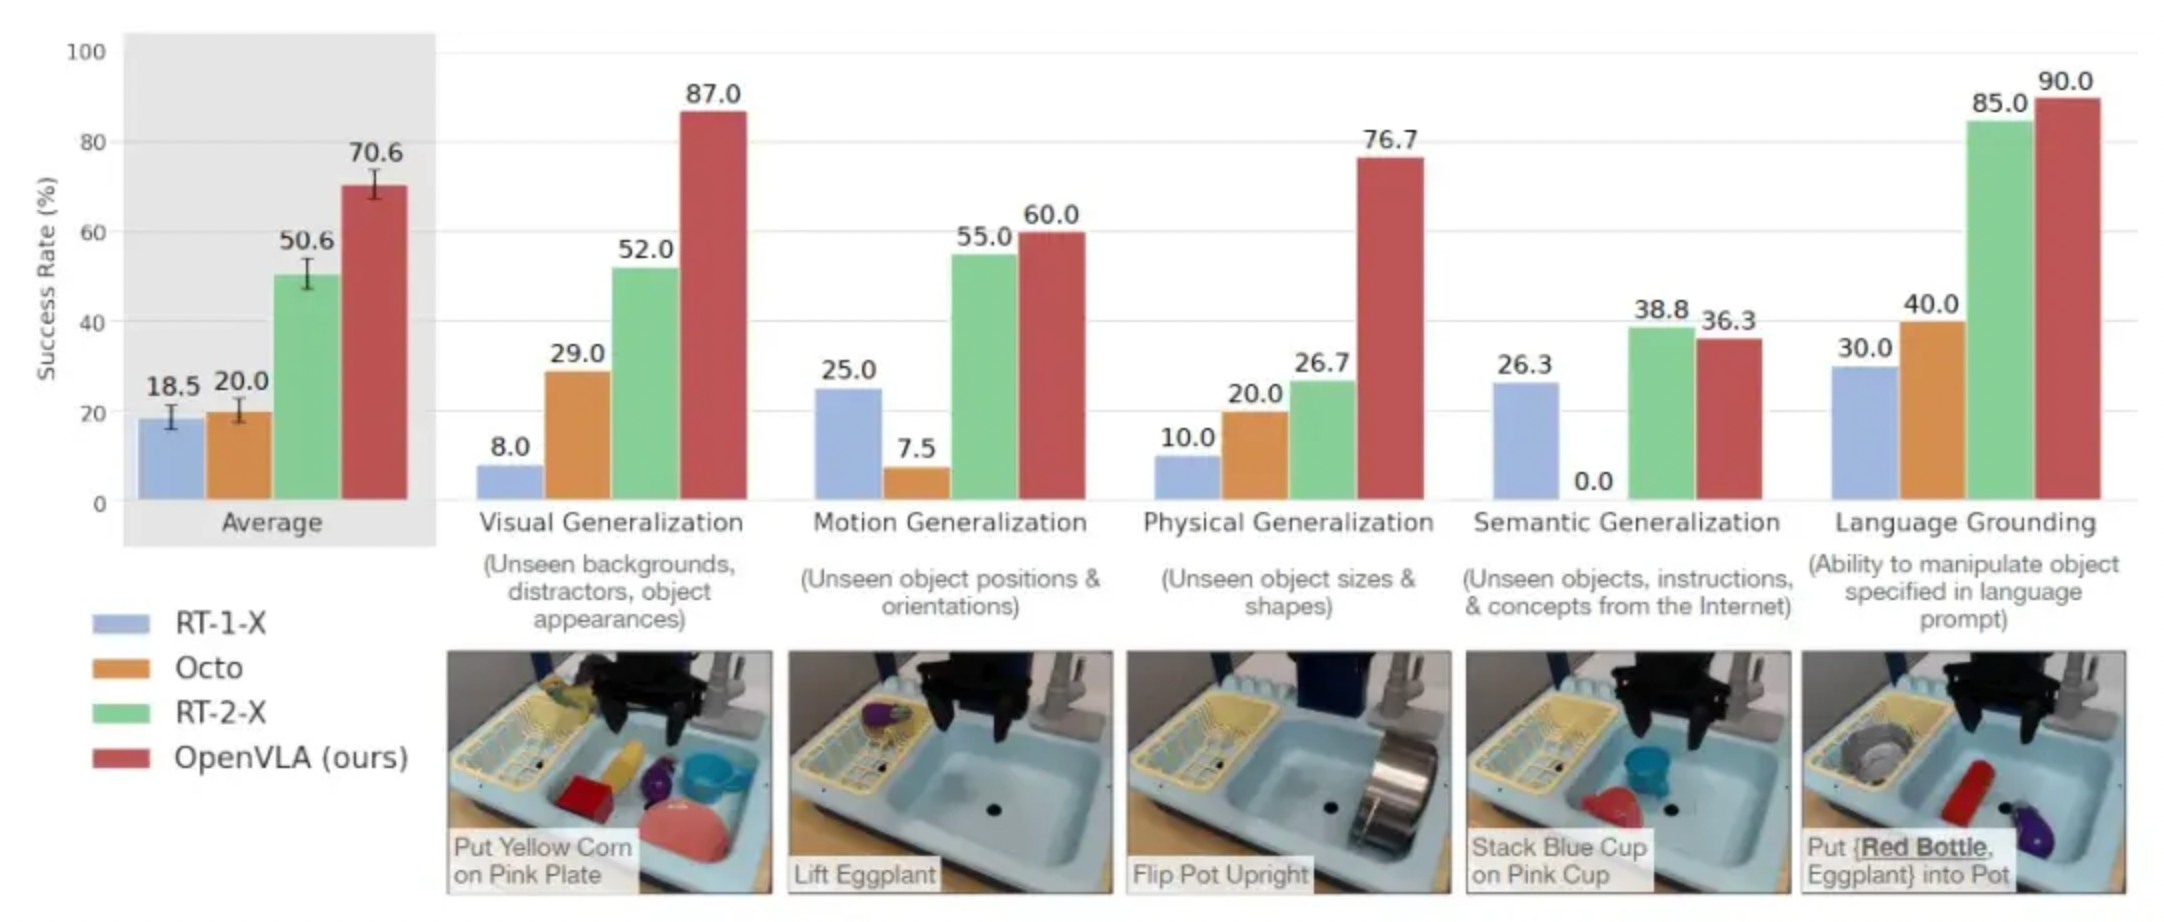 Success Rate (%)
100
80
60
40
20
0
18.5
20.0
50.6
70.6
Average
8.0
29.0
52.0
87.0
Visual Generalization
(Unseen backgrounds,
distractors, object
appearances)
25.0
7.5
55.0
60.0
Motion Generalization
(Unseen object positions &
orientations)
10.0
20.0
26.7
76.7
Physical Generalization
(Unseen object sizes &
shapes)
26.3
0.0
38.8
36.3
Semantic Generalization
(Unseen objects, instructions,
& concepts from the Internet)
30.0
40.0
85.0
90.0
Language Grounding
(Ability to manipulate object
specified in language
prompt)
RT-1-X
Octo
RT-2-X
OpenVLA (ours)
Put Yellow Corn
on Pink Plate
Lift Eggplant
Flip Pot Upright
Stack Blue Cup
on Pink Cup
Put {Red Bottle,
Eggplant} into Pot